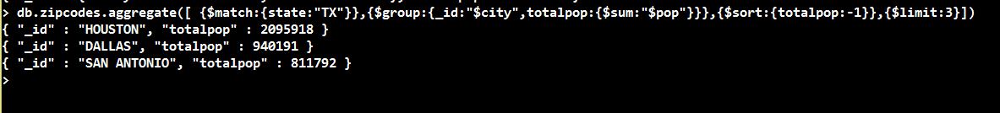 > db.zipcodes.aggregate([ {$match:{state:"TX"}},{$group:{_id:"$city",totalpop:{$sum:"$pop"}}},{$sort:{totalpop:-1}},{$limit:3}])
{ "_id" : "HOUSTON", "totalpop" : 2095918 }
{ "_id" : "DALLAS", "totalpop" : 940191 }
{ "_id" : "SAN ANTONIO", "totalpop" : 811792 }
>